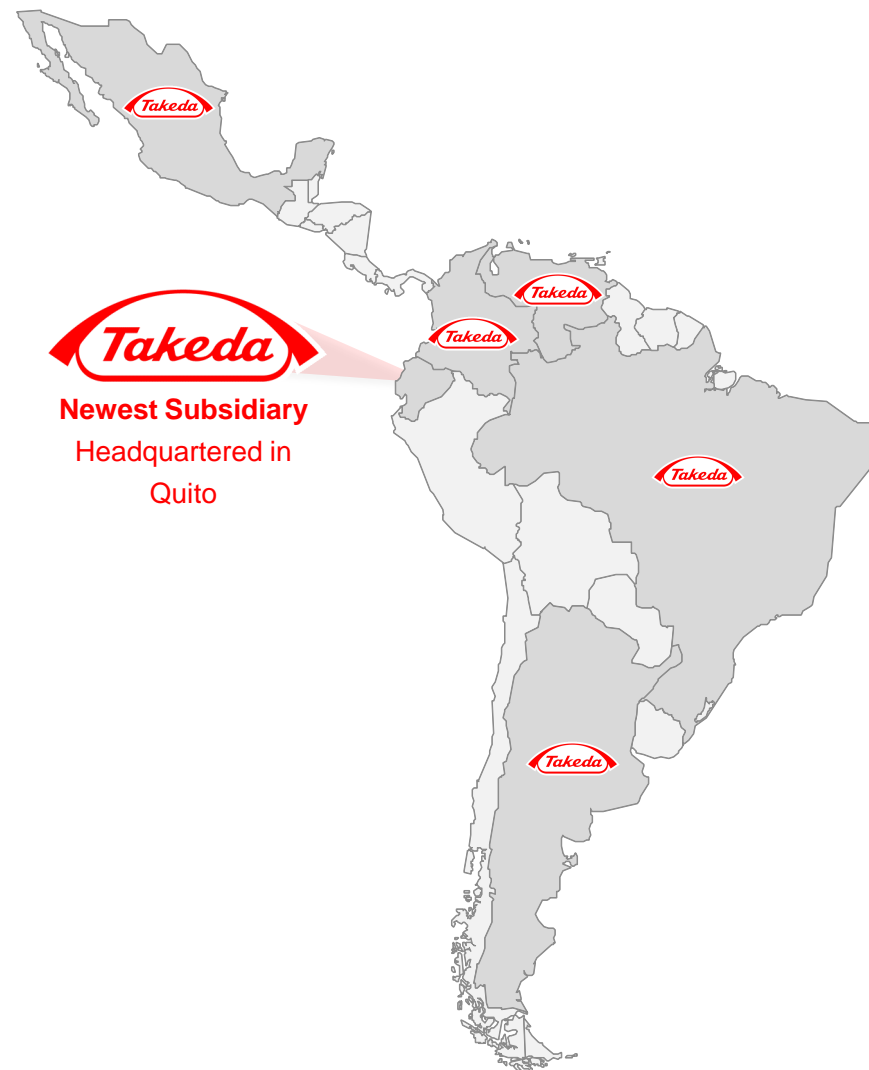 Takeda
Takeda
Takeda
Takeda
Newest Subsidiary
Headquartered in
Quito
Takeda
Takeda